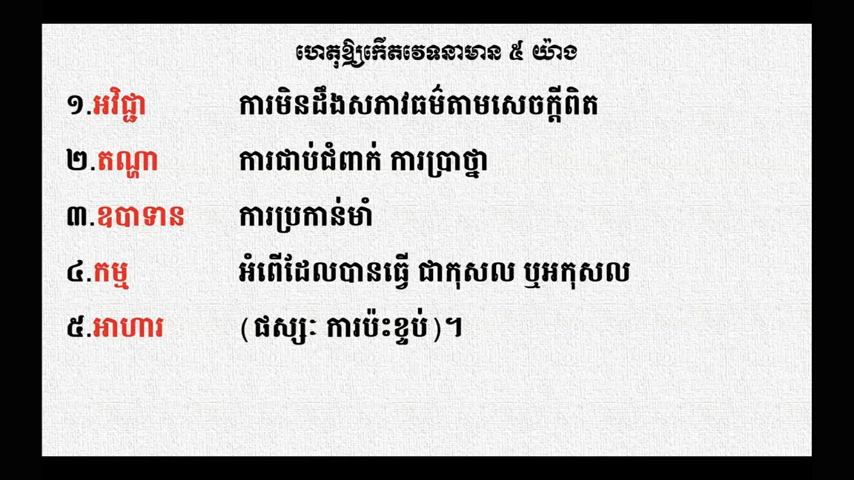 ហេតុឱ្យកើតវេទនាមាន ៥ យ៉ាង
១.អវិជ្ជា ការមិនដឹងសភាវធម៌តាមសេចក្ដីពិត
២.តណ្ហា ការជាប់ជំពាក់ ការប្រាថ្នា
៣.ឧបាទាន ការប្រកាន់មាំ
៤.កម្ម អំពើដែលបានធ្វើ ជាកុសល ឬអកុសល
៥.អាហារ (ផស្សៈ ការប៉ះខ្ទប់)។